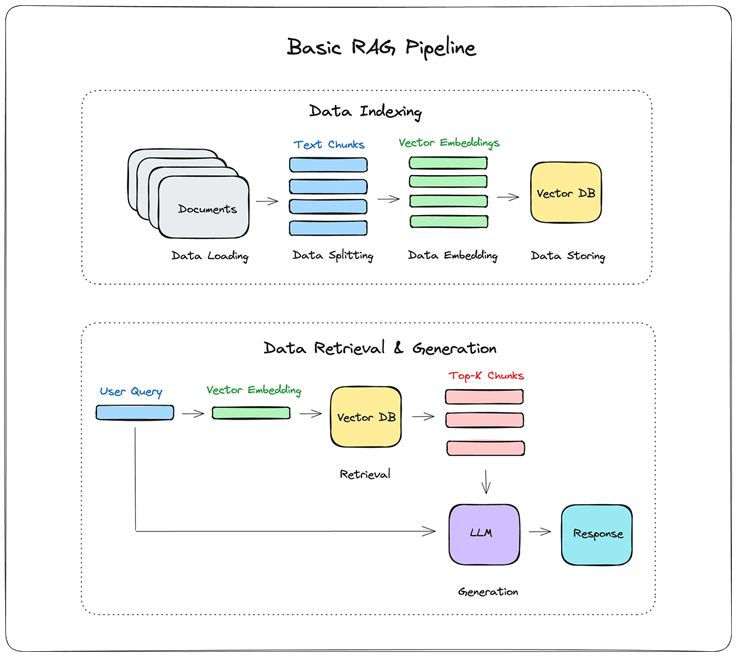 Basic RAG Pipeline
Data Indexing
Text Chunks
Vector Embeddings
Documents
Vector DB
Data Loading
Data Splitting
Data Embedding
Data Storing
Data Retrieval & Generation
User Query
Vector Embedding
Top-K Chunks
Vector DB
Retrieval
LLM
Response
Generation